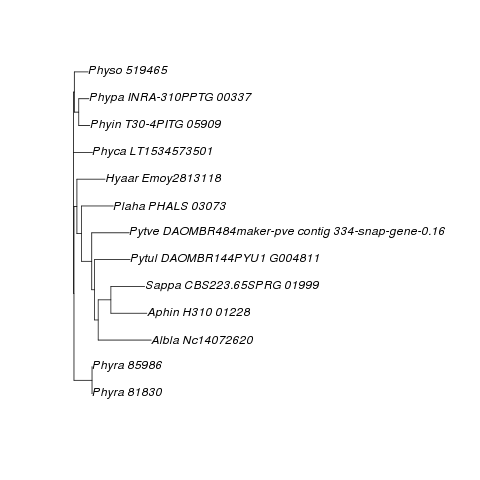 Physo 519465
Phypa INRA-310PPTG 00337
Phyin T30-4PITG 05909
Phyca LT1534573501
Hyaar Emoy2813118
Plaha PHALS 03073
Pytve DAOMBR484maker-pve contig 334-snap-gene-0.16
Pytul DAOMBR144PYU1 G004811
Sappa CBS223.65SPRG 01999
Aphin H310 01228
Albla Nc14072620
Phyra 85986
Phyra 81830